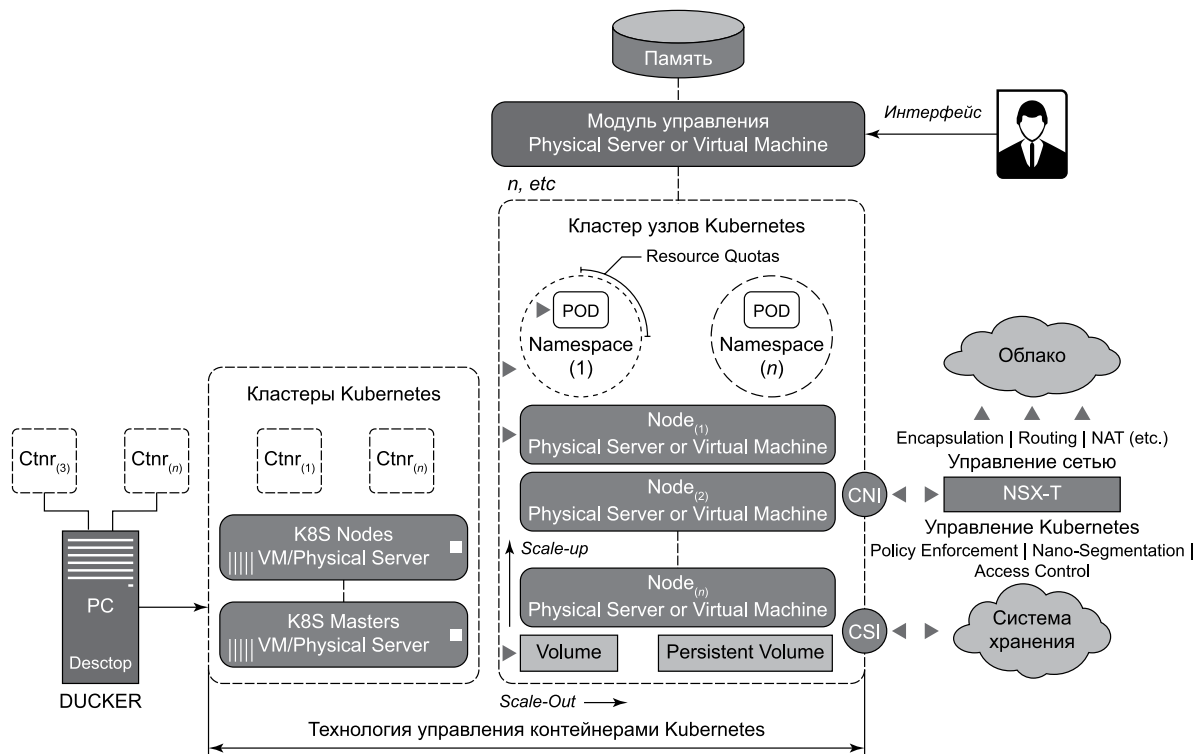 Память
Модуль управления
Physical Server or Virtual Machine
Интерфейс
n, etc
Кластер узлов Kubernetes
Resource Quotas
POD
Namespace
(1)
POD
Namespace
(n)
Облако
Кластеры Kubernetes
Ctnr(3)
Ctnr(n)
Ctnr(1)
Ctnr(n)
Node(1)
Physical Server or Virtual Machine
Encapsulation | Routing | NAT (etc.)
Управление сетью
Node(2)
Physical Server or Virtual Machine
CNI
NSX-T
K8S Nodes
VM/Physical Server
Управление Kubernetes
Policy Enforcement | Nano-Segmentation |
Access Control
Scale-up
Node(n)
Physical Server or Virtual Machine
PC
Desctop
DUCKER
K8S Masters
VM/Physical Server
CSI
Система
хранения
Volume
Persistent Volume
Scale-Out
Технология управления контейнерами Kubernetes